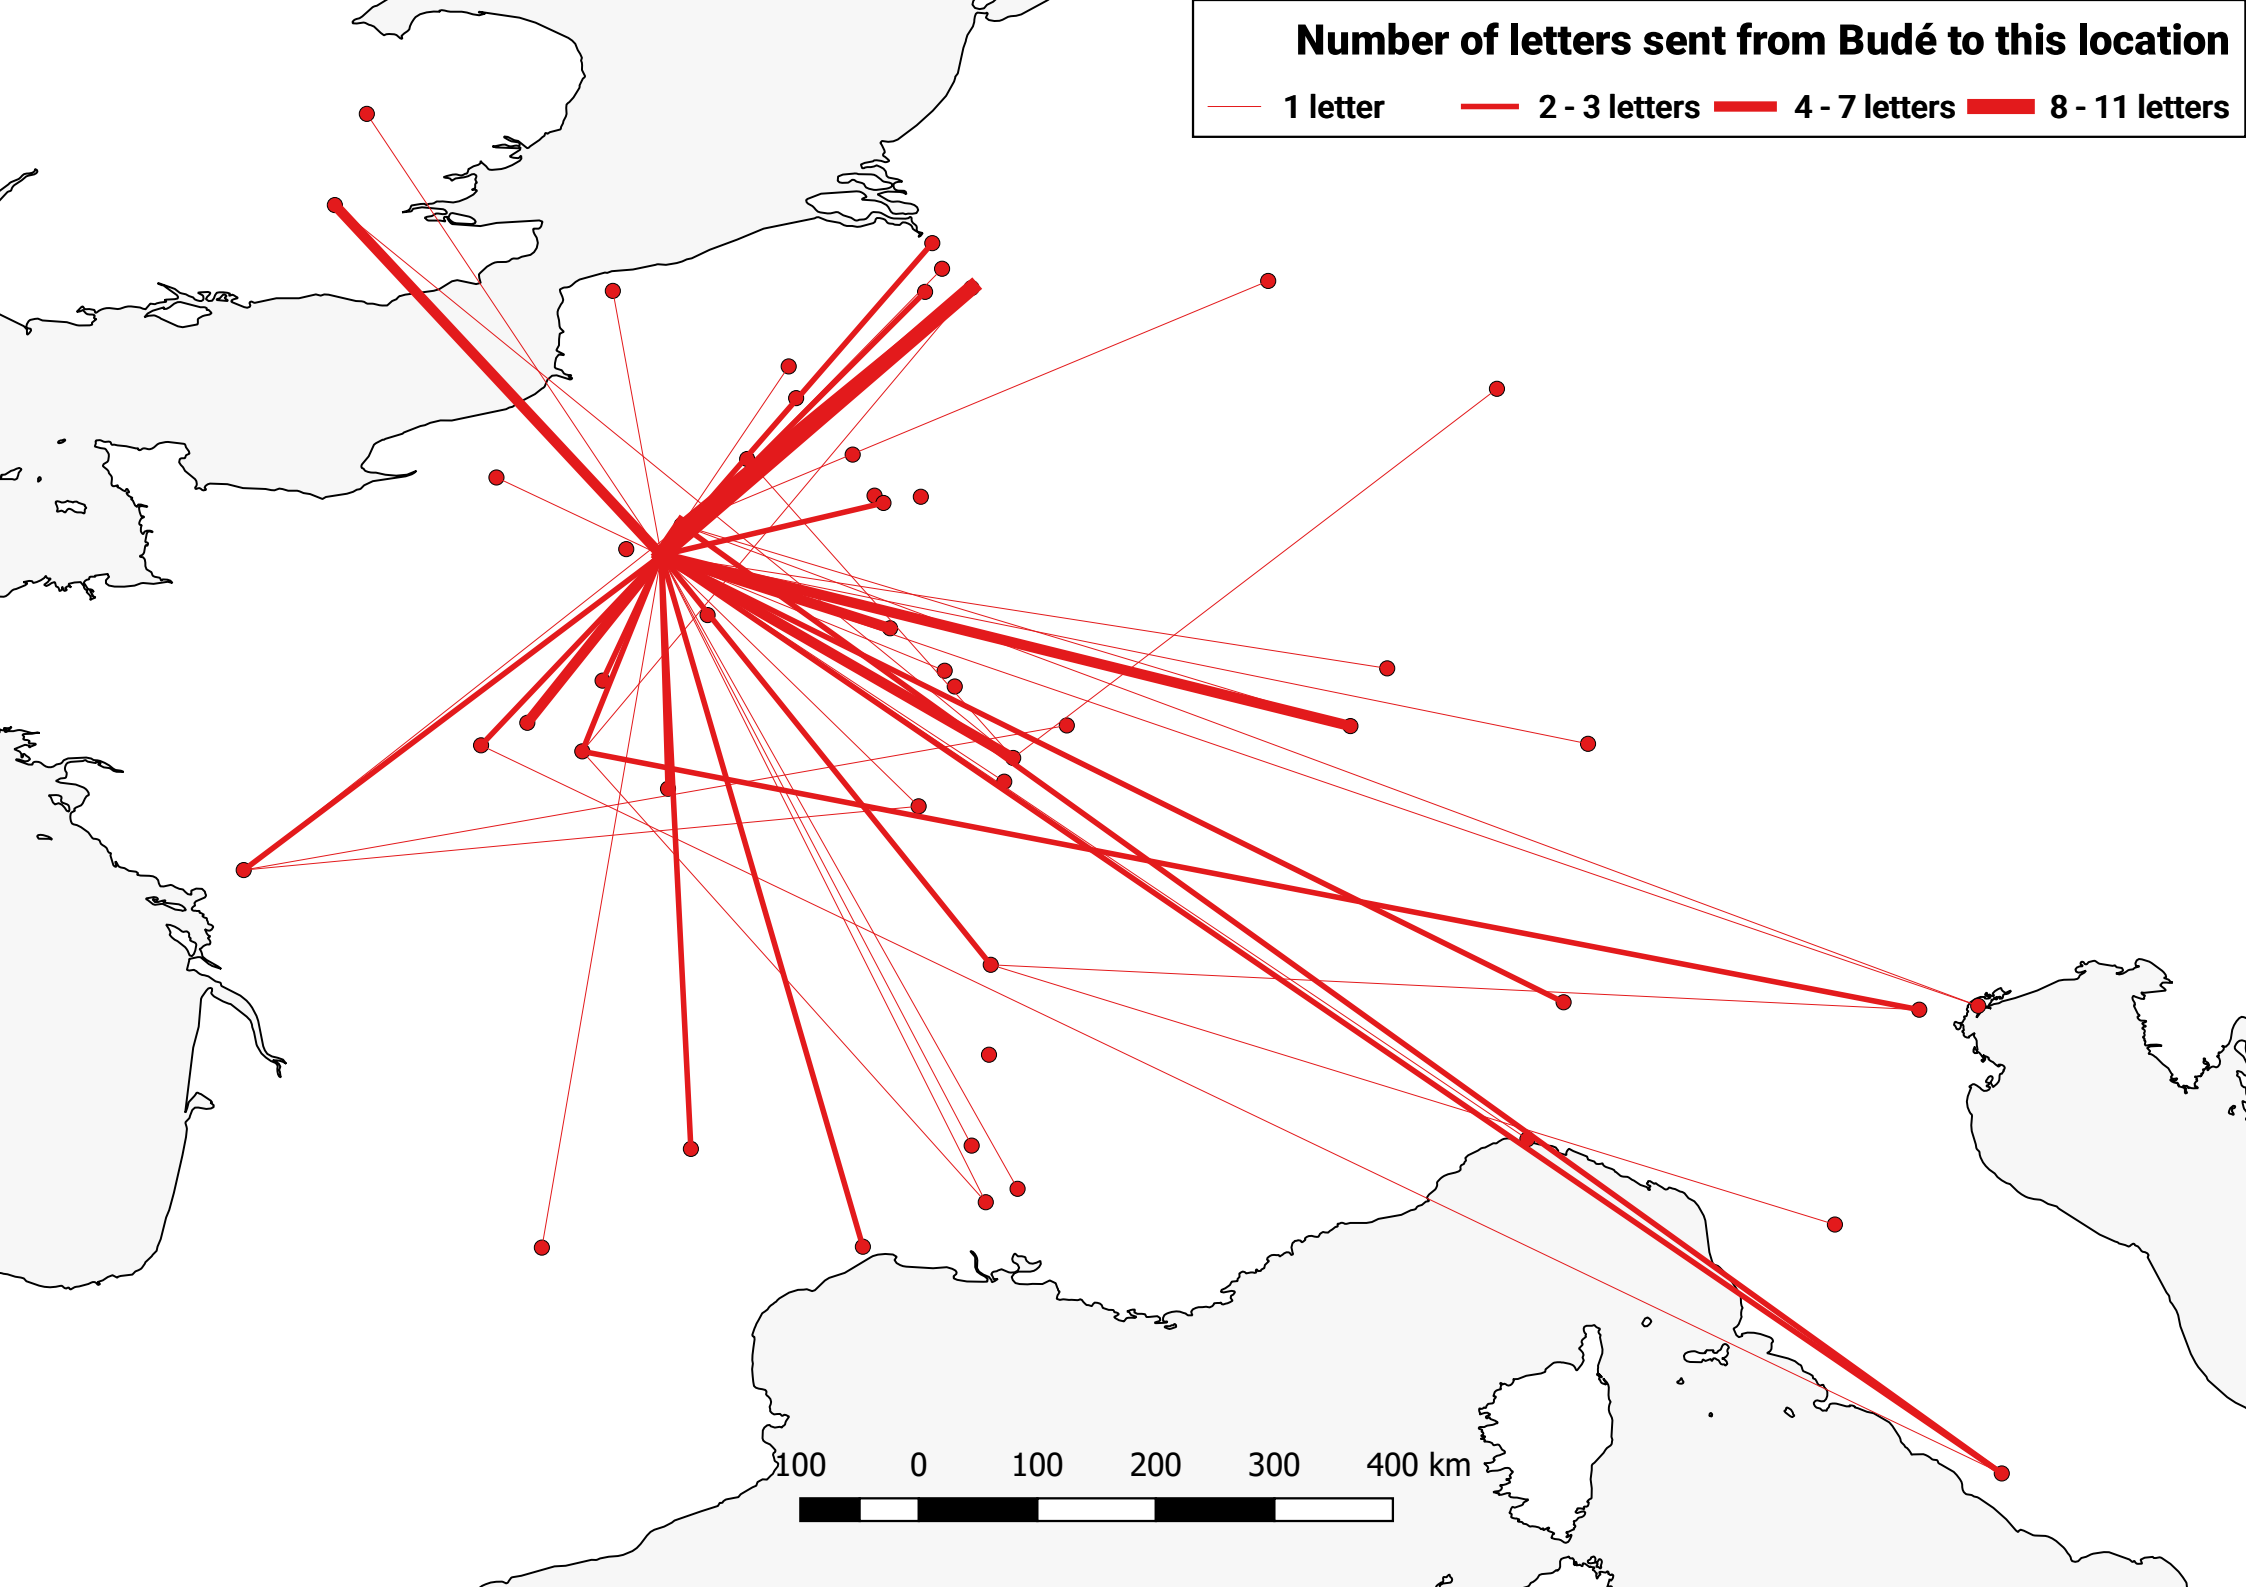 Number of letters sent from Budé to this location
1 letter 2 - 3 letters 4 - 7 letters 8 - 11 letters
100 0 100 200 300 400 km